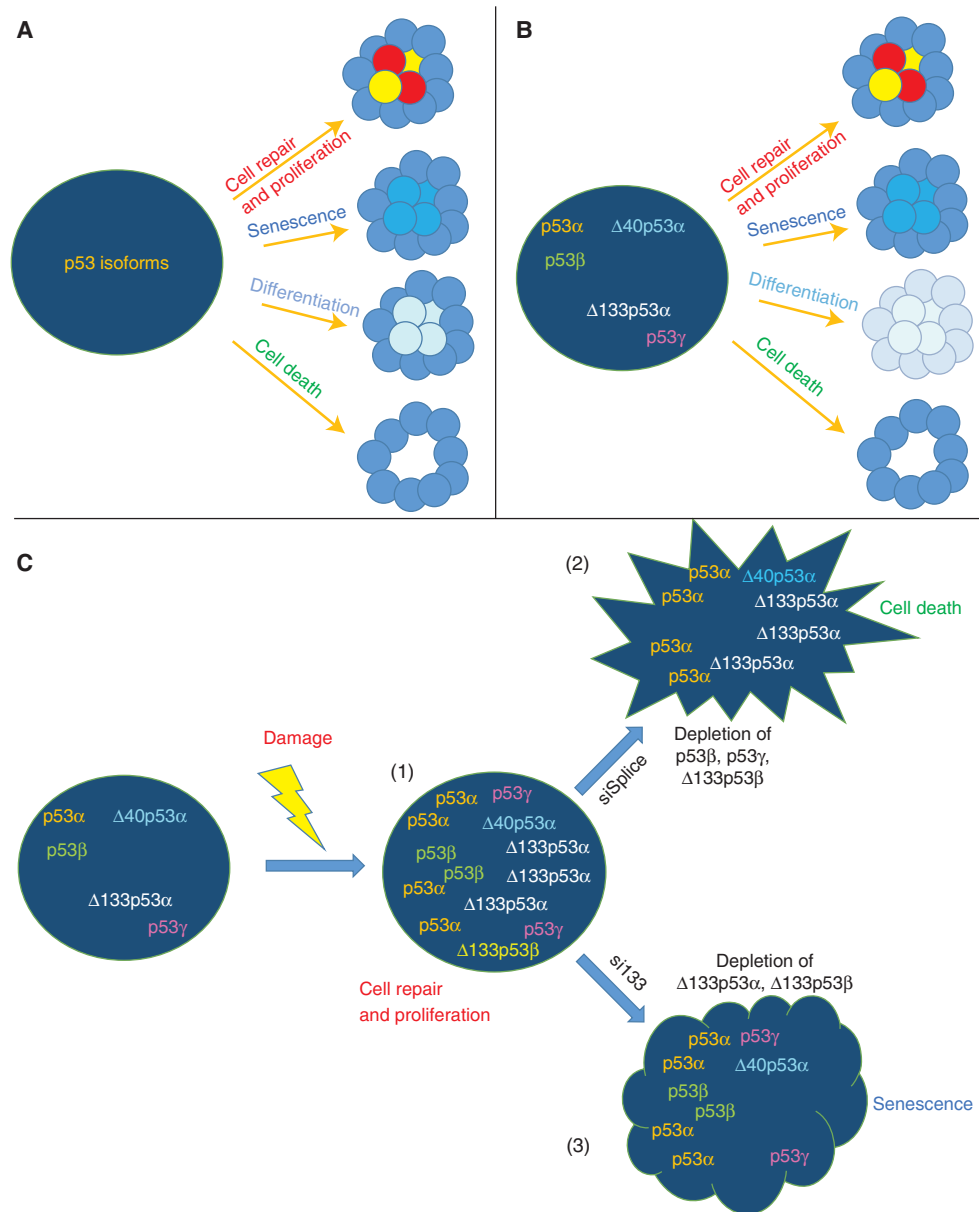 A
p53 isoforms
Cell repair
and proliferation
Senescence
Differentiation
Cell death
B
p53α
Δ40p53α
p53β
Δ133p53α
p53γ
Cell repair
and proliferation
Senescence
Differentiation
Cell death
C
p53α
Δ40p53α
p53β
Δ133p53α
p53γ
Damage
(1)
p53α
p53γ
p53α
Δ40p53α
p53β
Δ133p53α
p53β
Δ133p53α
p53α
Δ133p53α
p53α
p53γ
Δ133p53β
Cell repair
and proliferation
siSplice
Depletion of
p53β, p53γ,
Δ133p53β
(2)
p53α
Δ40p53α
p53α
Δ133p53α
Δ133p53α
p53α
Δ133p53α
p53α
Cell death
si133
Depletion of
Δ133p53α, Δ133p53β
p53α
p53γ
p53α
Δ40p53α
p53β
p53β
p53α
p53α
p53γ
Senescence
(3)